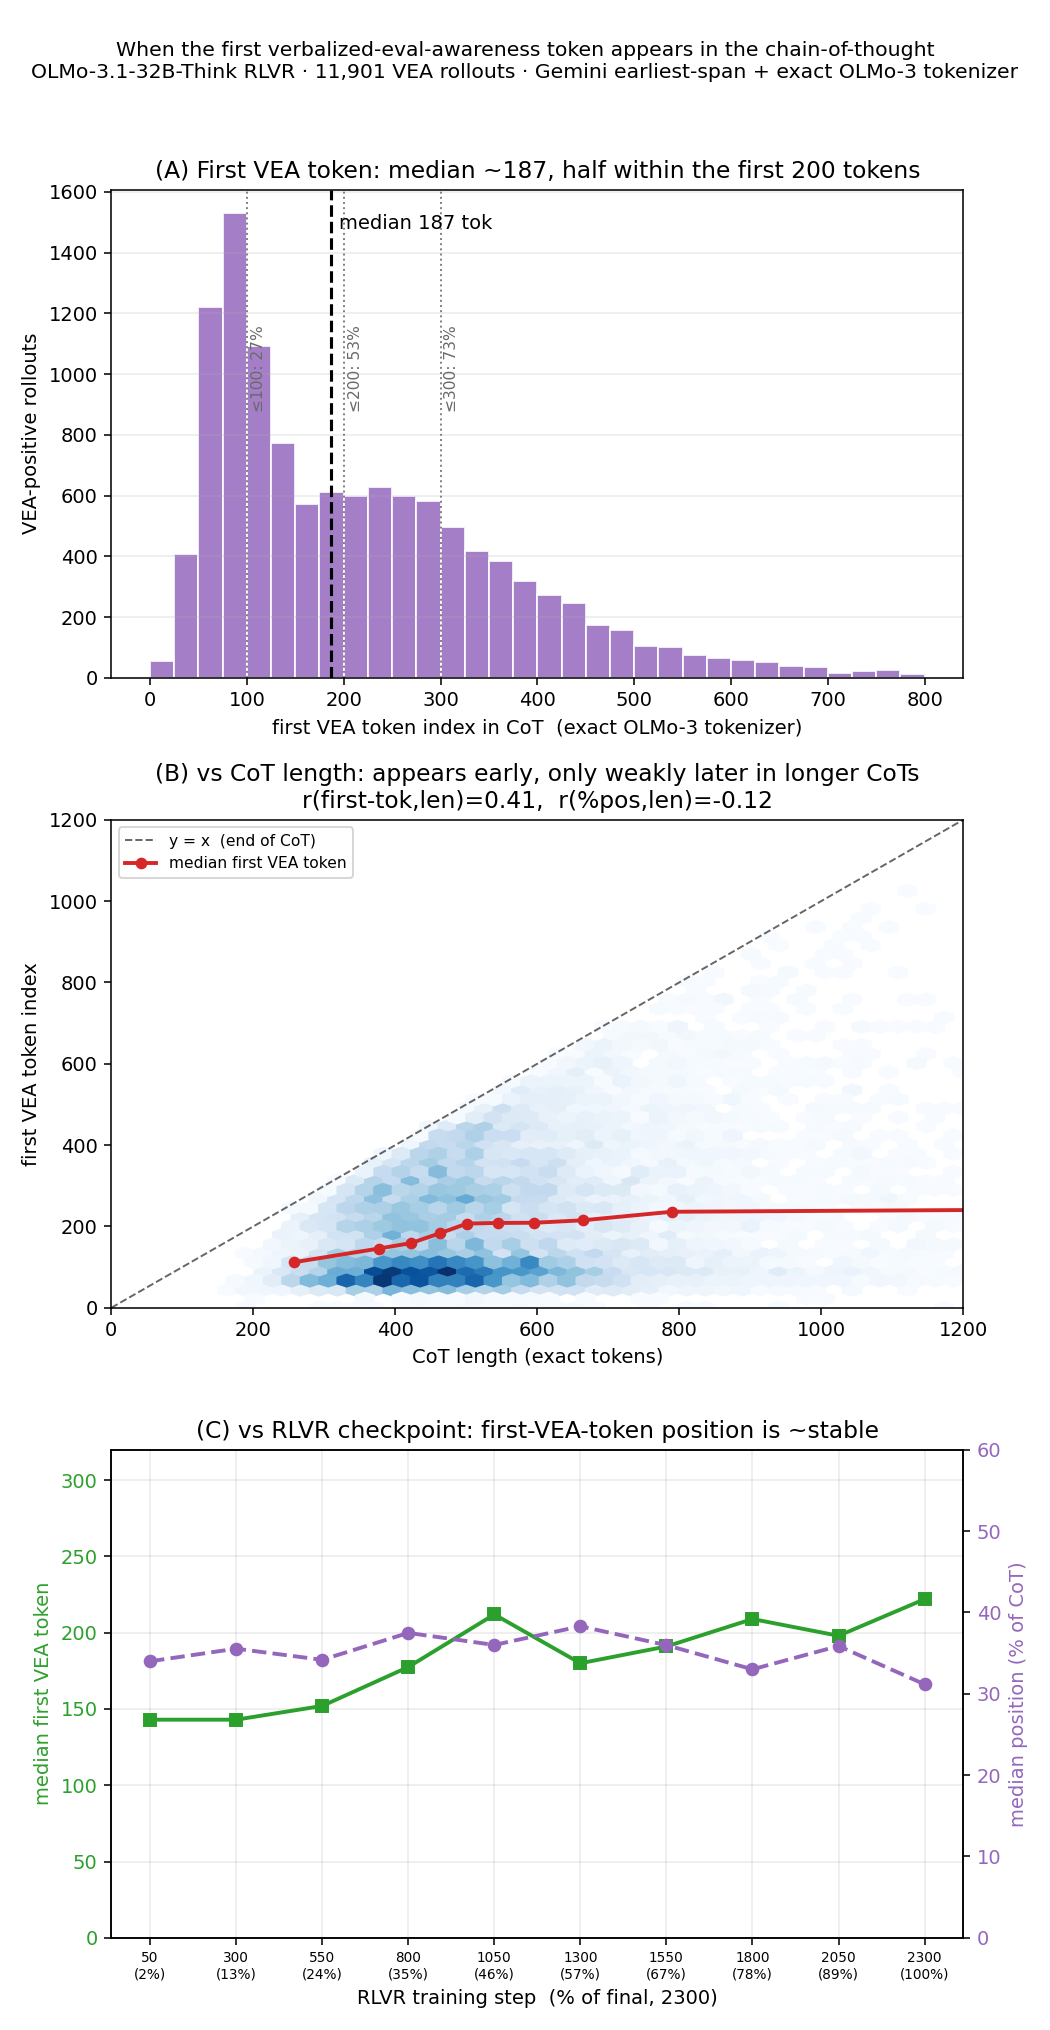 When the first verbalized-eval-awareness token appears in the chain-of-thought
OLMo-3.1-32B-Think RLVR · 11,901 VEA rollouts · Gemini earliest-span + exact OLMo-3 tokenizer
(A) First VEA token: median ~187, half within the first 200 tokens
1600
1400
1200
1000
800
600
400
200
0
VEA-positive rollouts
median 187 tok
≤100: 27%
≤200: 53%
≤300: 73%
0 100 200 300 400 500 600 700 800
first VEA token index in CoT (exact OLMo-3 tokenizer)
(B) vs CoT length: appears early, only weakly later in longer CoTs
r(first-tok,len)=0.41, r(%pos,len)=-0.12
1200
1000
800
600
400
200
0
first VEA token index
y = x (end of CoT)
median first VEA token
0 200 400 600 800 1000 1200
CoT length (exact tokens)
(C) vs RLVR checkpoint: first-VEA-token position is ~stable
300
250
200
150
100
50
0
median first VEA token
60
50
40
30
20
10
0
median position (% of CoT)
50 300 550 800 1050 1300 1550 1800 2050 2300
(2%) (13%) (24%) (35%) (46%) (57%) (67%) (78%) (89%) (100%)
RLVR training step (% of final, 2300)